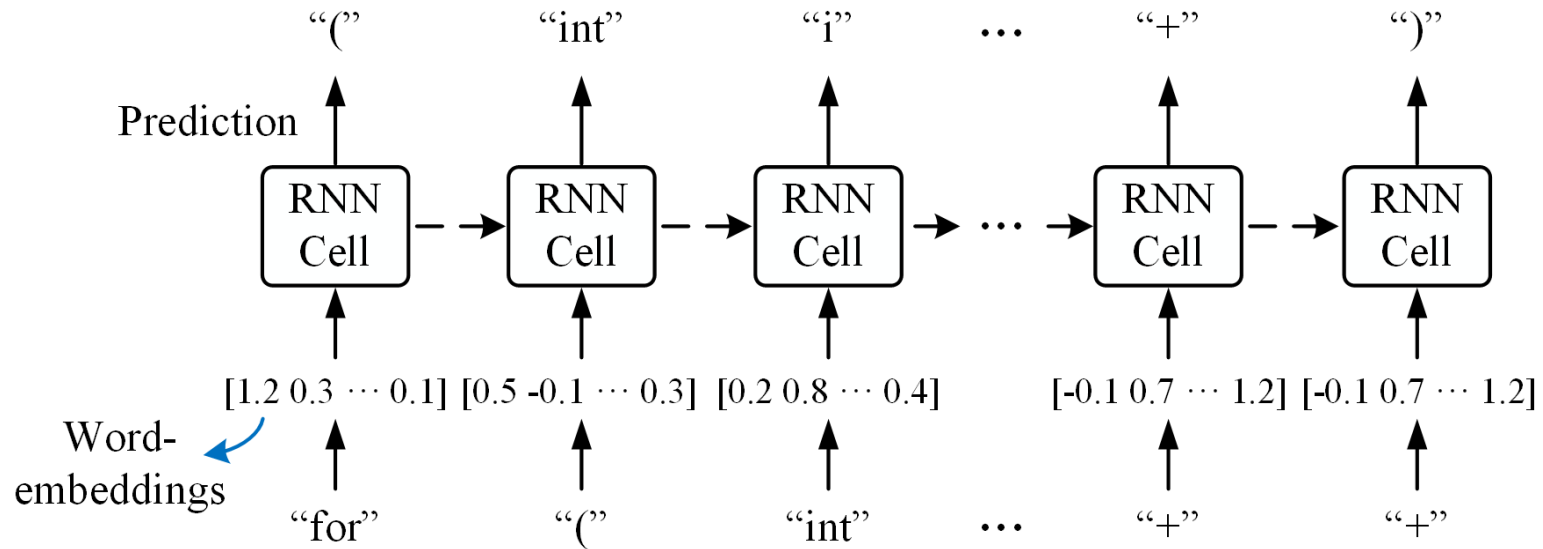 “(” “int” “i” ··· “+” “)”
Prediction
RNN RNN RNN RNN RNN
Cell Cell Cell ··· Cell Cell
[1.2 0.3 ··· 0.1] [0.5 -0.1 ··· 0.3] [0.2 0.8 ··· 0.4] [-0.1 0.7 ··· 1.2] [-0.1 0.7 ··· 1.2]
Word-
embeddings
“for” “(” “int” ··· “+” “+”